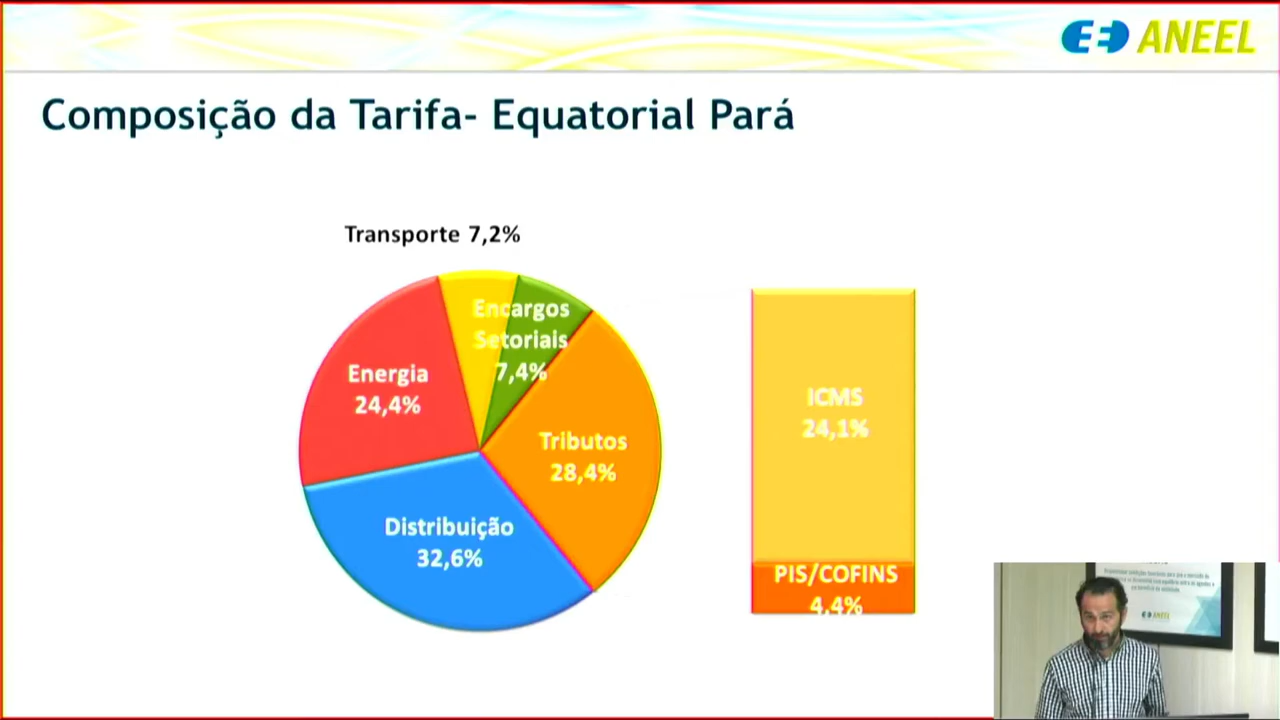 ANEEL
Composição da Tarifa- Equatorial Pará
Transporte 7,2%
Encargos
Setoriais
7,4%
Energia
24,4%
Tributos
28,4%
Distribuição
32,6%
ICMS
24,1%
PIS/COFINS
4,4%
ANEEL